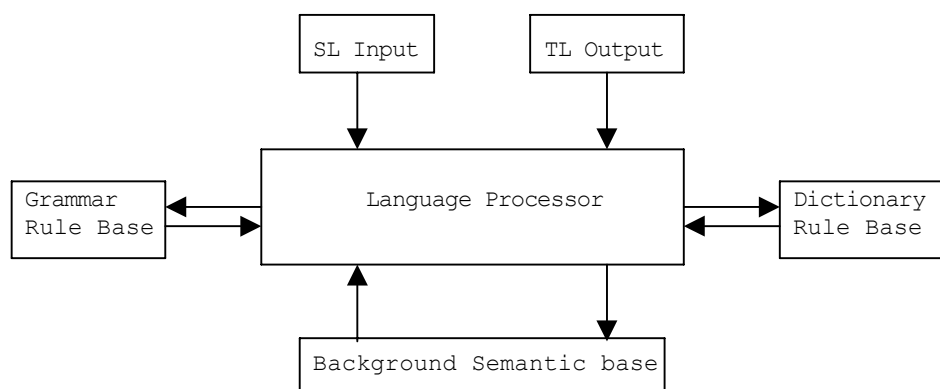 SL Input
TL Output
Grammar
Rule Base
Language Processor
Dictionary
Rule Base
Background Semantic base